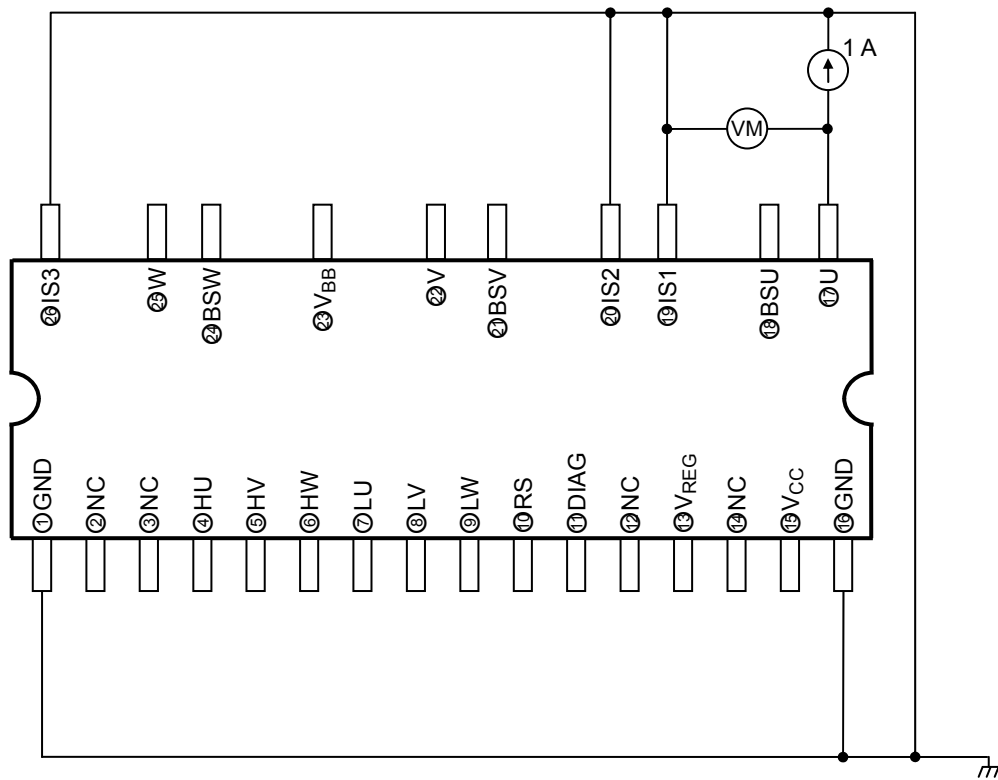 1 A
VM
㉖IS3
㉕W
㉔BSW
㉓VBB
㉒V
㉑BSV
⑳IS2
⑲IS1
⑱BSU
⑰U
①GND
②NC
③NC
④HU
⑤HV
⑥HW
⑦LU
⑧LV
⑨LW
⑩RS
⑪DIAG
⑫NC
⑬VREG
⑭NC
⑮VCC
⑯GND